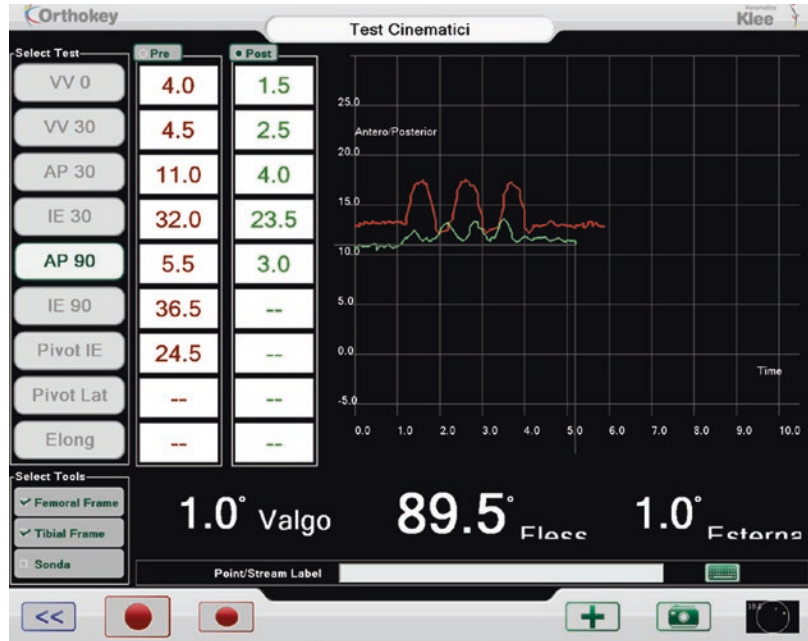 Orthokey
Test Cinematici
Klee
Select Test
Pre
Post
VV 0 4.0 1.5
VV 30 4.5 2.5
AP 30 11.0 4.0
IE 30 32.0 23.5
AP 90 5.5 3.0
IE 90 36.5 --
Pivot IE 24.5 --
Pivot Lat -- --
Elong -- --
25.0
Antero/Posterior
20.0
15.0
10.0
5.0
0.0
Time
-5.0
0.0 1.0 2.0 3.0 4.0 5.0 6.0 7.0 8.0 9.0 10.0
Select Tools
Femoral Frame
Tibial Frame
Sonda
1.0° Valgo 89.5° Fless 1.0° Esterna
Point/Stream Label
<<